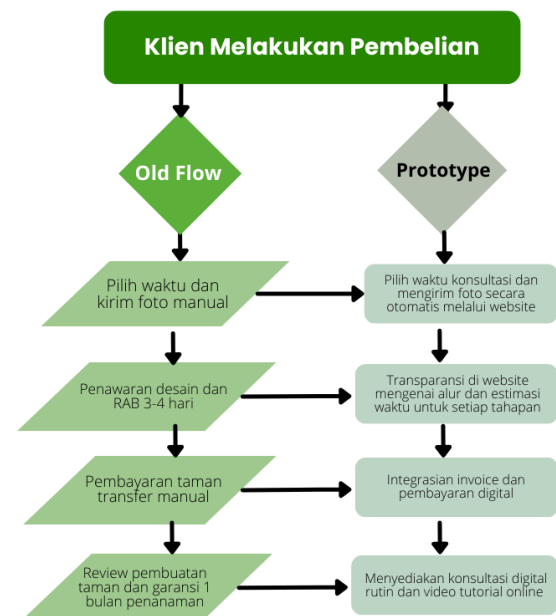 Klien Melakukan Pembelian
Old Flow
Prototype
Pilih waktu dan
kirim foto manual
Pilih waktu konsultasi dan
mengirim foto secara
otomatis melalui website
Penawaran desain dan
RAB 3-4 hari
Transparansi di website
mengenai alur dan estimasi
waktu untuk setiap tahapan
Pembayaran taman
transfer manual
Integrasian invoice dan
pembayaran digital
Review pembuatan
taman dan garansi 1
bulan penanaman
Menyediakan konsultasi digital
rutin dan video tutorial online